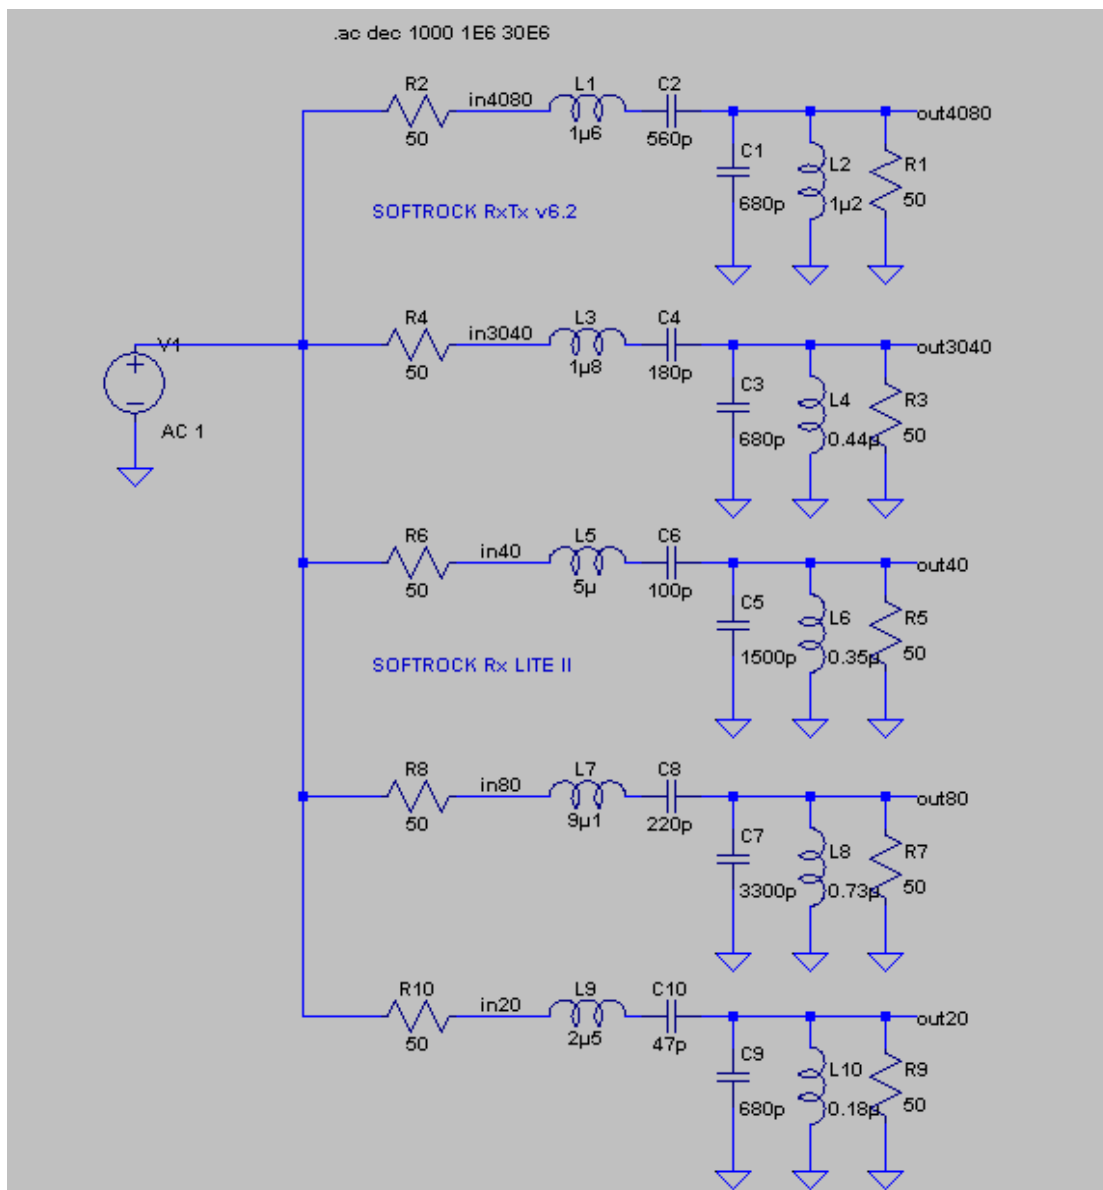 .ac dec 1000 1E6 30E6
R2
in4080
L1
C2
50
1µ6
560p
out4080
C1
680p
L2
1µ2
R1
50
SOFTROCK RxTx v6.2
V1
AC 1
R4
in3040
L3
C4
50
1µ8
180p
out3040
C3
680p
L4
0.44µ
R3
50
R6
in40
L5
C6
50
5µ
100p
out40
C5
1500p
L6
0.35µ
R5
50
SOFTROCK Rx LITE II
R8
in80
L7
C8
50
9µ1
220p
out80
C7
3300p
L8
0.73µ
R7
50
R10
in20
L9
C10
50
2µ5
47p
out20
C9
680p
L10
0.18µ
R9
50